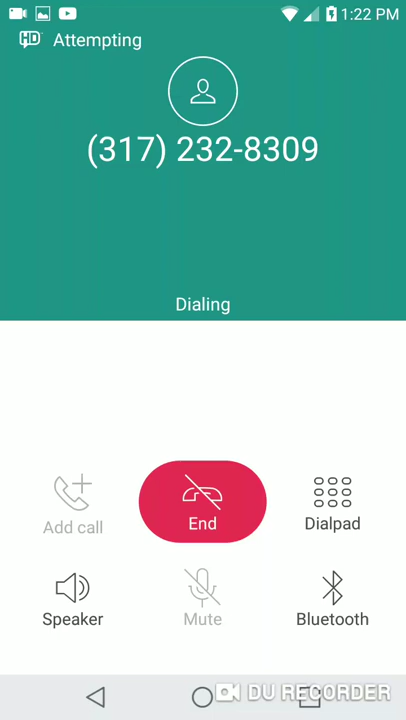 1:22 PM
HD Attempting
(317) 232-8309
Dialing
Add call
End
Dialpad
Speaker
Mute
Bluetooth
DU RECORDER